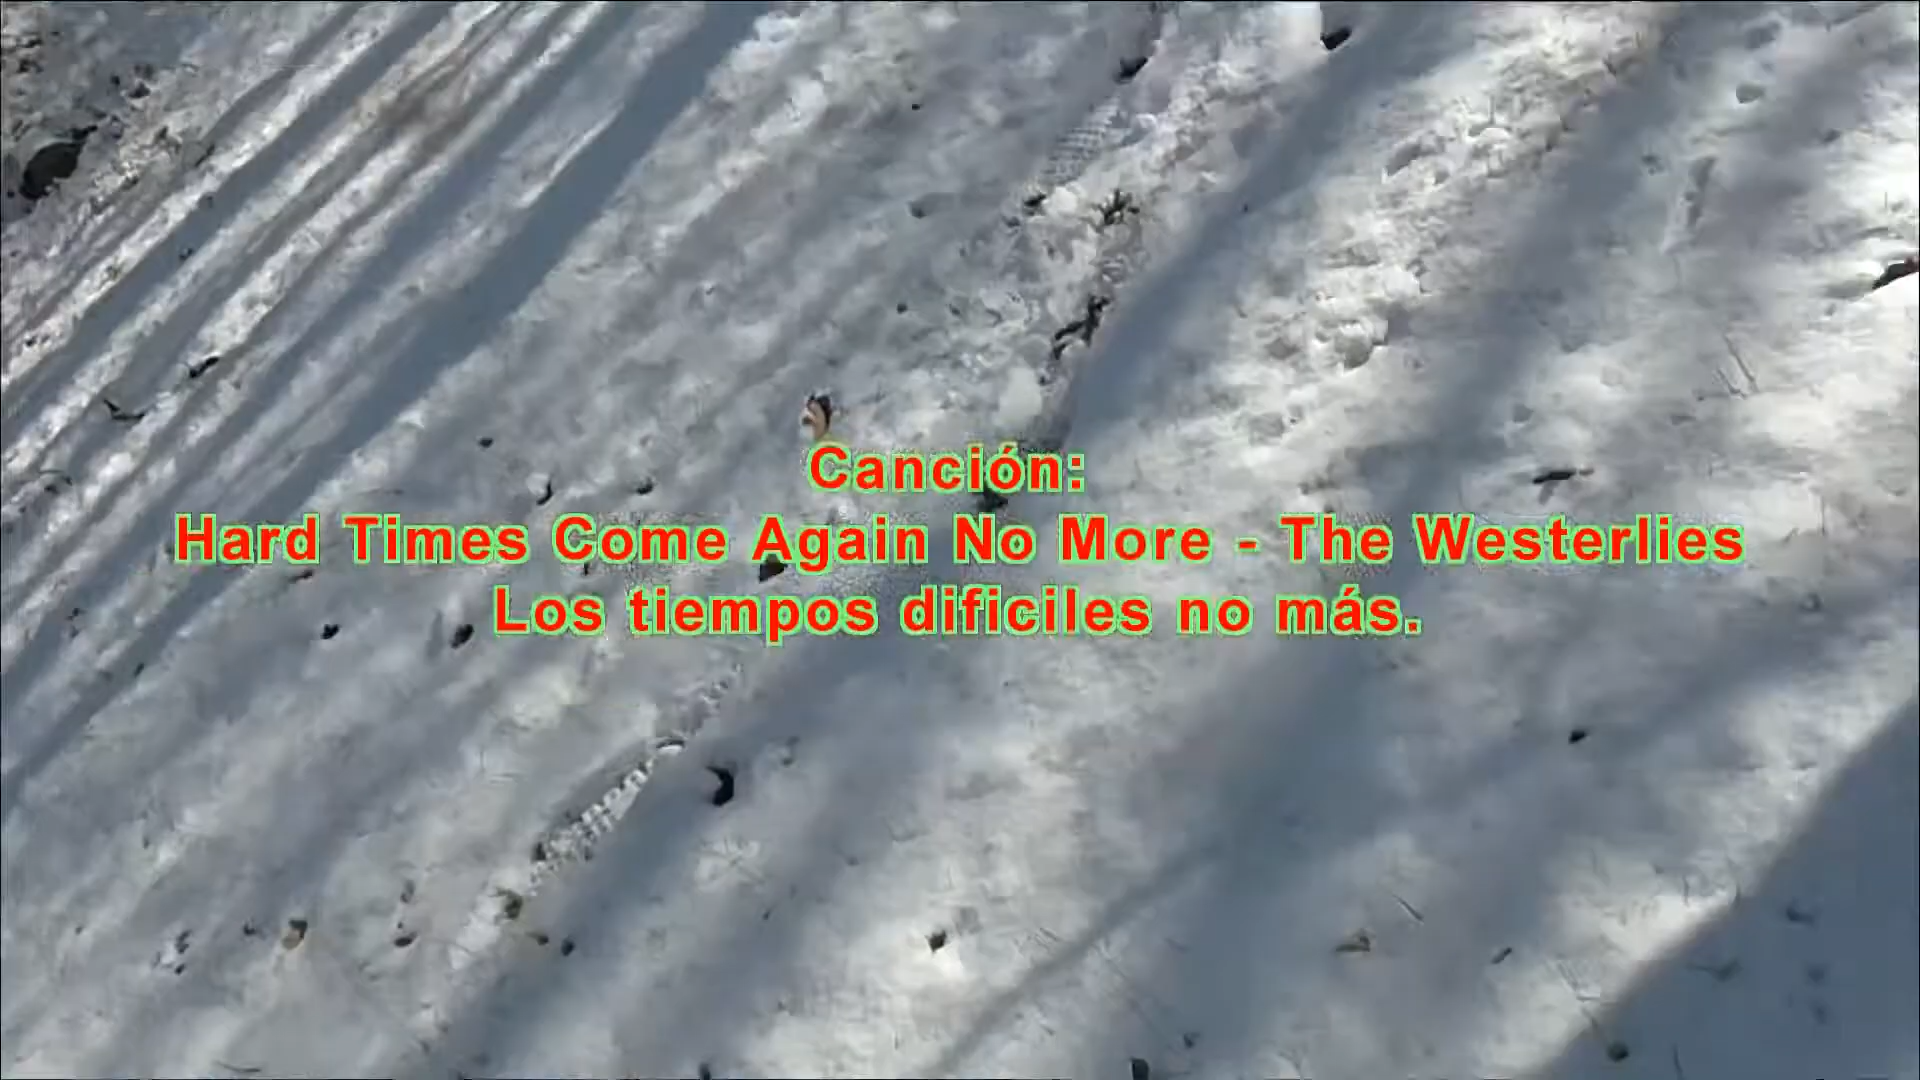 Canción:
Hard Times Come Again No More - The Westerlies
Los tiempos dificiles no más.